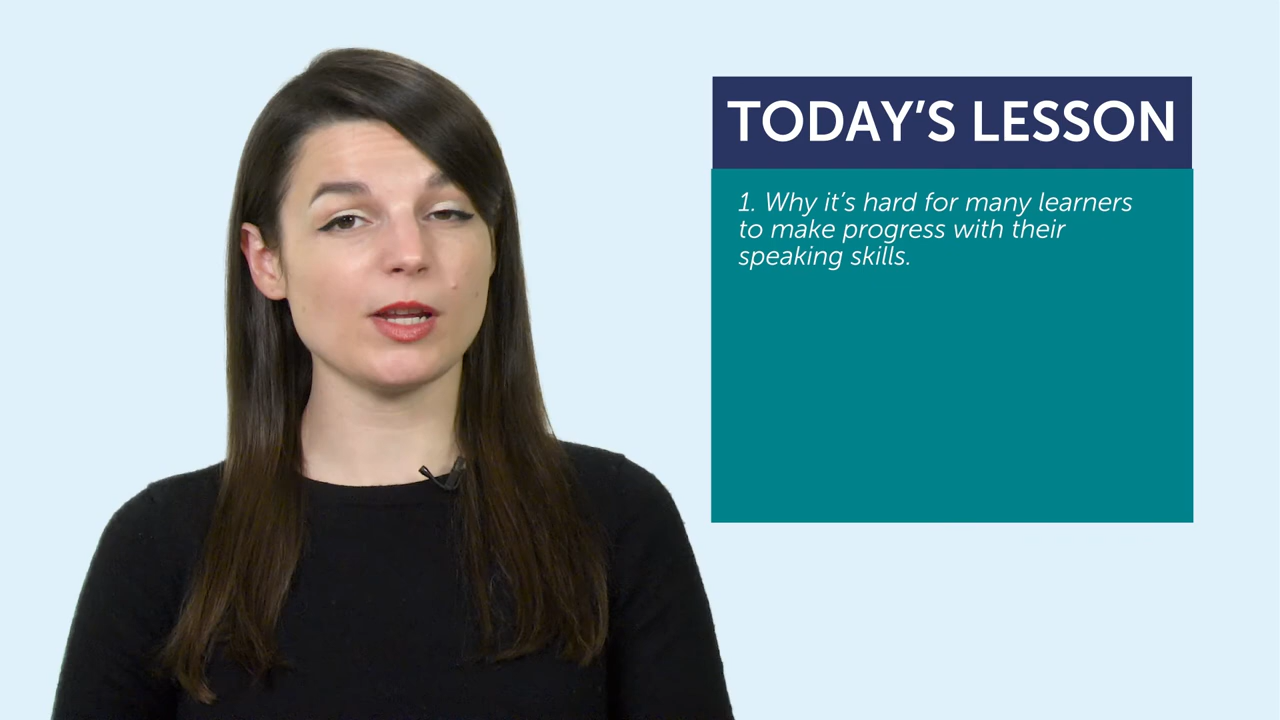 TODAY'S LESSON
1. Why it's hard for many learners
to make progress with their
speaking skills.